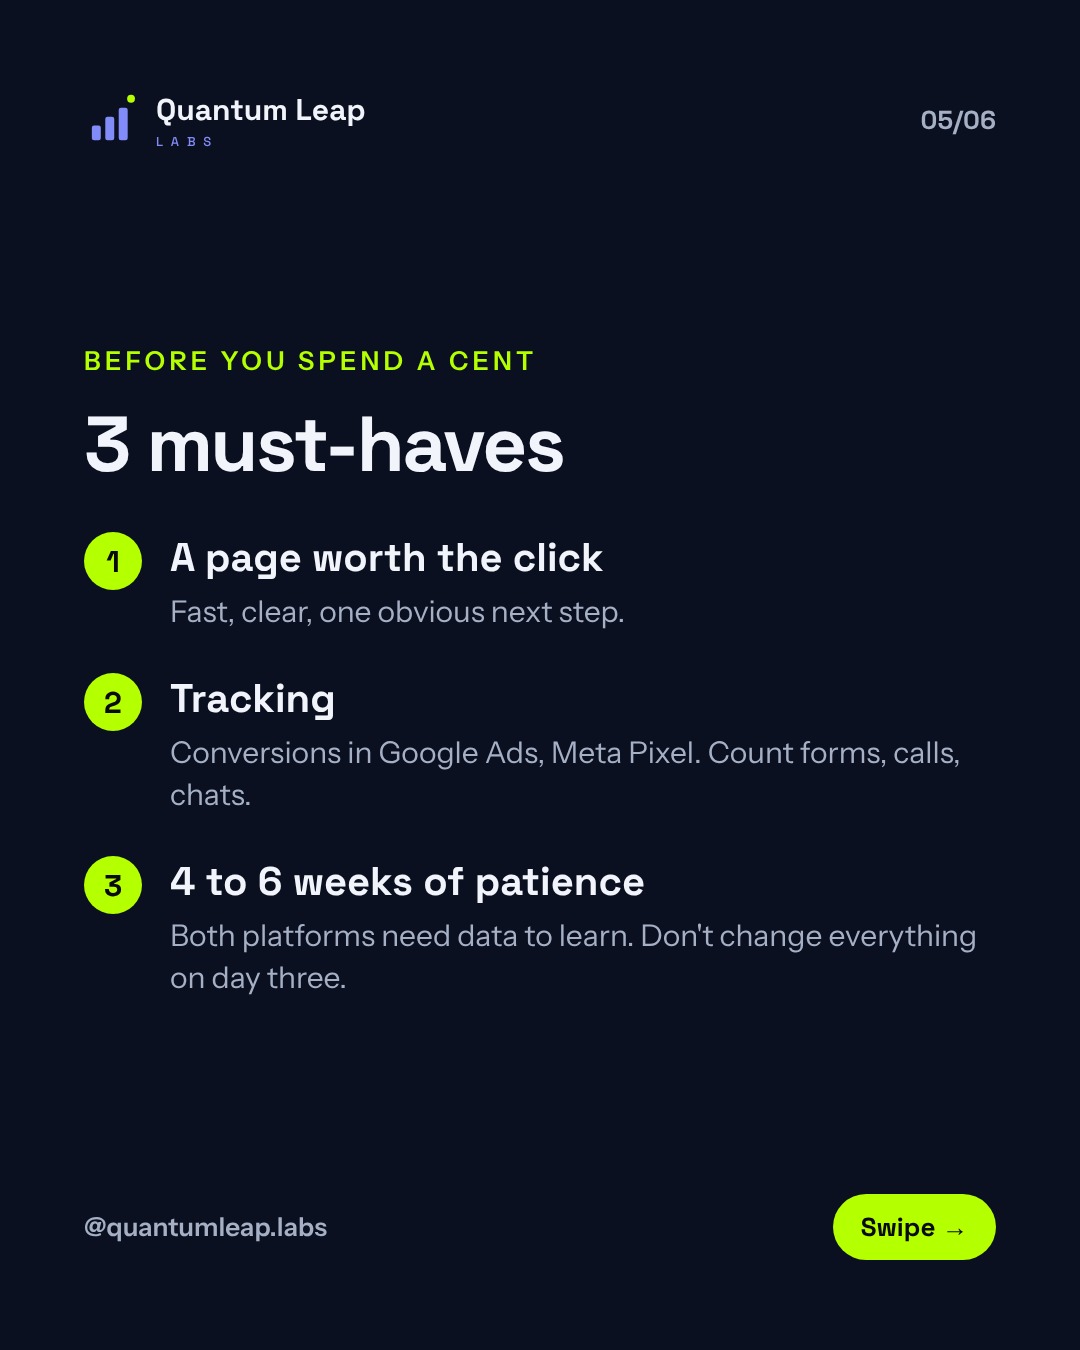 Quantum Leap
LABS
05/06
BEFORE YOU SPEND A CENT
3 must-haves
1
A page worth the click
Fast, clear, one obvious next step.
2
Tracking
Conversions in Google Ads, Meta Pixel. Count forms, calls,
chats.
3
4 to 6 weeks of patience
Both platforms need data to learn. Don't change everything
on day three.
@quantumleap.labs
Swipe →